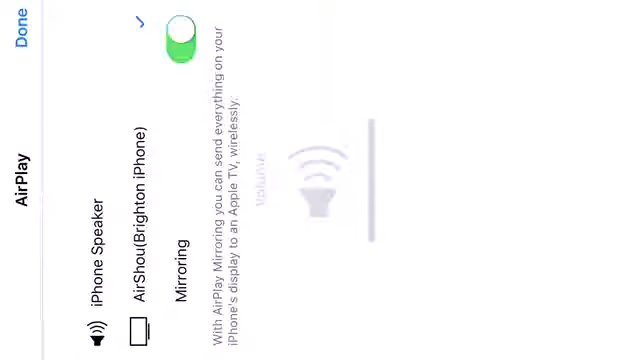 AirPlay
Done
iPhone Speaker
AirShou(Brighton iPhone)
Mirroring
With AirPlay Mirroring you can send everything on your
iPhone's display to an Apple TV, wirelessly.
Volume